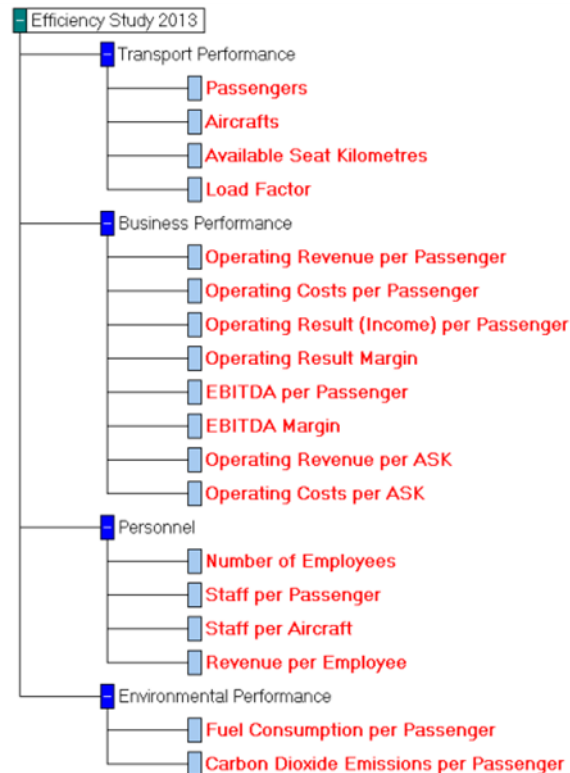 Efficiency Study 2013
Transport Performance
Passengers
Aircrafts
Available Seat Kilometres
Load Factor
Business Performance
Operating Revenue per Passenger
Operating Costs per Passenger
Operating Result (Income) per Passenger
Operating Result Margin
EBITDA per Passenger
EBITDA Margin
Operating Revenue per ASK
Operating Costs per ASK
Personnel
Number of Employees
Staff per Passenger
Staff per Aircraft
Revenue per Employee
Environmental Performance
Fuel Consumption per Passenger
Carbon Dioxide Emissions per Passenger